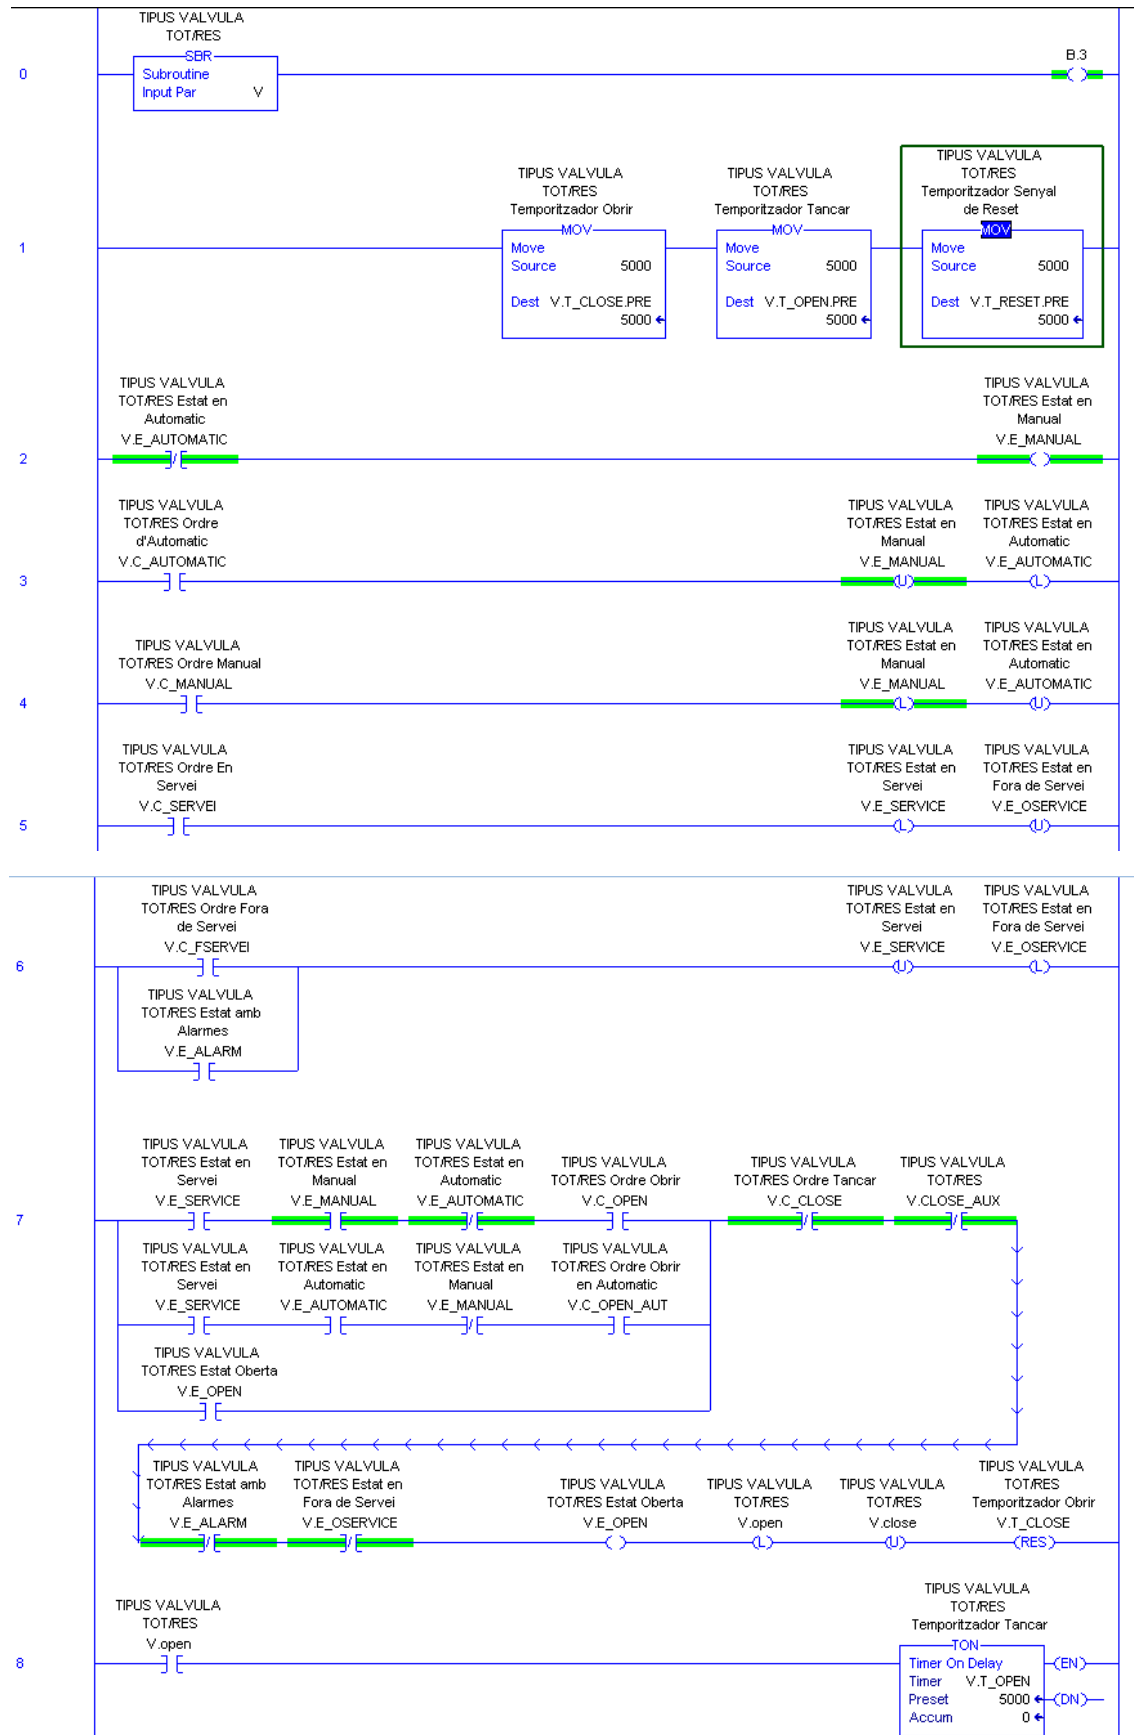 TIPUS VALVULA
TOT/RES
SBR
Subroutine
Input Par V
B.3
0
TIPUS VALVULA
TOT/RES
Temporitzador Obrir
MOV
Move
Source 5000
Dest V.T_CLOSE.PRE
5000
TIPUS VALVULA
TOT/RES
Temporitzador Tancar
MOV
Move
Source 5000
Dest V.T_OPEN.PRE
5000
TIPUS VALVULA
TOT/RES
Temporitzador Senyal
de Reset
MOV
Move
Source 5000
Dest V.T_RESET.PRE
5000
1
TIPUS VALVULA
TOT/RES Estat en
Automatic
V.E_AUTOMATIC
TIPUS VALVULA
TOT/RES Estat en
Manual
V.E_MANUAL
2
TIPUS VALVULA
TOT/RES Ordre
d'Automatic
V.C_AUTOMATIC
TIPUS VALVULA
TOT/RES Estat en
Manual
V.E_MANUAL
U
TIPUS VALVULA
TOT/RES Estat en
Automatic
V.E_AUTOMATIC
L
3
TIPUS VALVULA
TOT/RES Ordre Manual
V.C_MANUAL
TIPUS VALVULA
TOT/RES Estat en
Manual
V.E_MANUAL
L
TIPUS VALVULA
TOT/RES Estat en
Automatic
V.E_AUTOMATIC
U
4
TIPUS VALVULA
TOT/RES Ordre En
Servei
V.C_SERVEI
TIPUS VALVULA
TOT/RES Estat en
Servei
V.E_SERVICE
L
TIPUS VALVULA
TOT/RES Estat en
Fora de Servei
V.E_OSERVICE
U
5
TIPUS VALVULA
TOT/RES Ordre Fora
de Servei
V.C_FSERVEI
TIPUS VALVULA
TOT/RES Estat en
Servei
V.E_SERVICE
U
TIPUS VALVULA
TOT/RES Estat en
Fora de Servei
V.E_OSERVICE
L
6
TIPUS VALVULA
TOT/RES Estat amb
Alarmes
V.E_ALARM
TIPUS VALVULA
TOT/RES Estat en
Servei
V.E_SERVICE
TIPUS VALVULA
TOT/RES Estat en
Manual
V.E_MANUAL
TIPUS VALVULA
TOT/RES Estat en
Automatic
V.E_AUTOMATIC
TIPUS VALVULA
TOT/RES Ordre Obrir
V.C_OPEN
TIPUS VALVULA
TOT/RES Ordre Tancar
V.C_CLOSE
TIPUS VALVULA
TOT/RES
V.CLOSE_AUX
7
TIPUS VALVULA
TOT/RES Estat en
Servei
V.E_SERVICE
TIPUS VALVULA
TOT/RES Estat en
Automatic
V.E_AUTOMATIC
TIPUS VALVULA
TOT/RES Estat en
Manual
V.E_MANUAL
TIPUS VALVULA
TOT/RES Ordre Obrir
en Automatic
V.C_OPEN_AUT
TIPUS VALVULA
TOT/RES Estat Oberta
V.E_OPEN
TIPUS VALVULA
TOT/RES Estat amb
Alarmes
V.E_ALARM
TIPUS VALVULA
TOT/RES Estat en
Fora de Servei
V.E_OSERVICE
TIPUS VALVULA
TOT/RES Estat Oberta
V.E_OPEN
TIPUS VALVULA
TOT/RES
V.open
L
TIPUS VALVULA
TOT/RES
V.close
U
TIPUS VALVULA
TOT/RES
Temporitzador Obrir
V.T_CLOSE
RES
TIPUS VALVULA
TOT/RES
V.open
8
TIPUS VALVULA
TOT/RES
Temporitzador Tancar
TON
Timer On Delay
Timer V.T_OPEN
Preset 5000
Accum 0
EN
DN